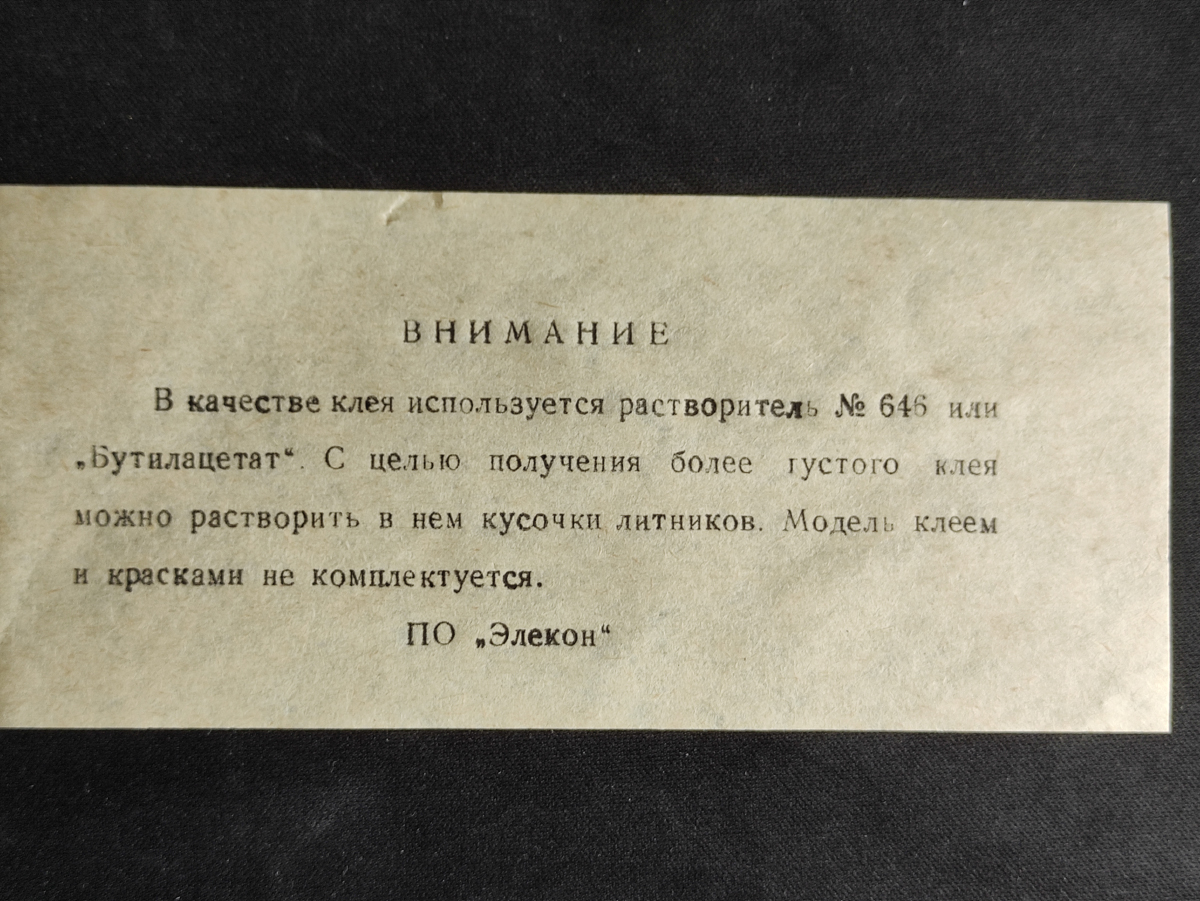 ВНИМАНИЕ
В качестве клея используется растворитель № 646 или
„Бутилацетат“. С целью получения более густого клея
можно растворить в нем кусочки литников. Модель клеем
и красками не комплектуется.
ПО „Элекон“